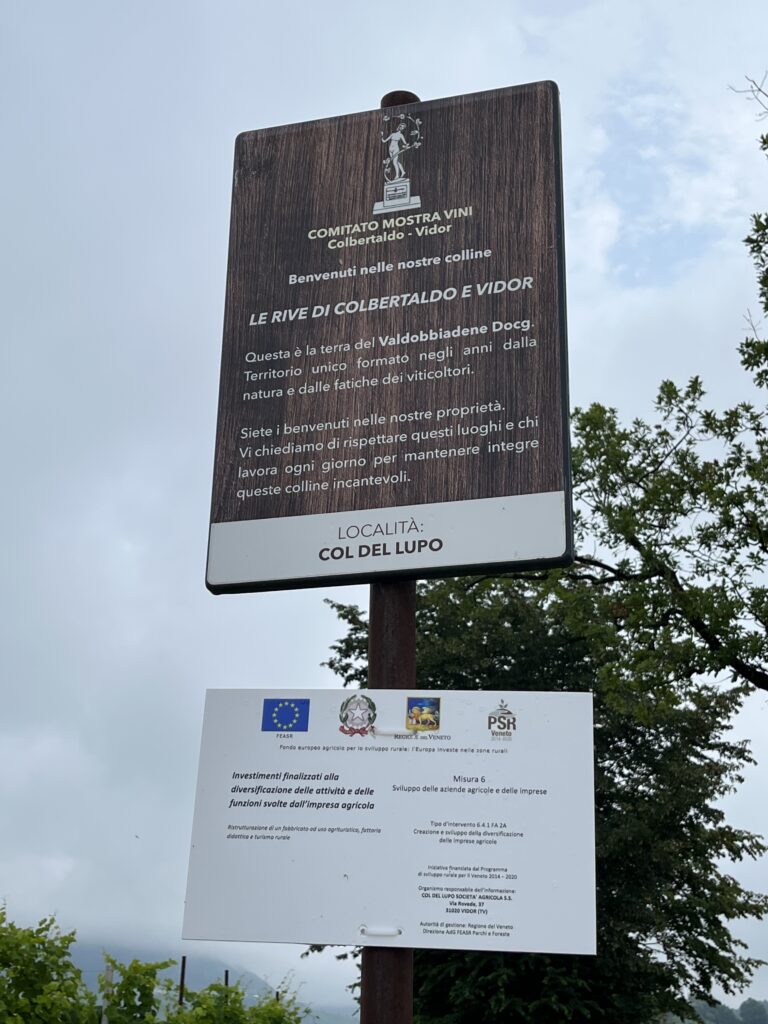 COMITATO MOSTRA VINI
Colbertaldo - Vidor
Benvenuti nelle nostre colline
LE RIVE DI COLBERTALDO E VIDOR
Questa è la terra del Valdobbiadene Docg.
Territorio unico formato negli anni dalla
natura e dalle fatiche dei viticoltori.
Siete i benvenuti nelle nostre proprietà.
Vi chiediamo di rispettare questi luoghi e chi
lavora ogni giorno per mantenere integre
queste colline incantevoli.
LOCALITÀ:
COL DEL LUPO
FEASR
REGIONE DEL VENETO
PSR
Veneto
2014-2020
Fondo europeo agricolo per lo sviluppo rurale: l'Europa investe nelle zone rurali
Investimenti finalizzati alla
diversificazione delle attività e delle
funzioni svolte dall'impresa agricola
Ristrutturazione di un fabbricato ad uso agrituristico, fattoria
didattica e turismo rurale
Misura 6
Sviluppo delle aziende agricole e delle imprese
Tipo d'intervento 6.4.1 FA 2A
Creazione e sviluppo della diversificazione
delle imprese agricole
Iniziativa finanziata dal Programma
di sviluppo rurale per il Veneto 2014 – 2020
Organismo responsabile dell'informazione:
COL DEL LUPO SOCIETA' AGRICOLA S.S.
Via Rovede, 37
31020 VIDOR (TV)
Autorità di gestione: Regione del Veneto
Direzione AdG FEASR Parchi e Foreste